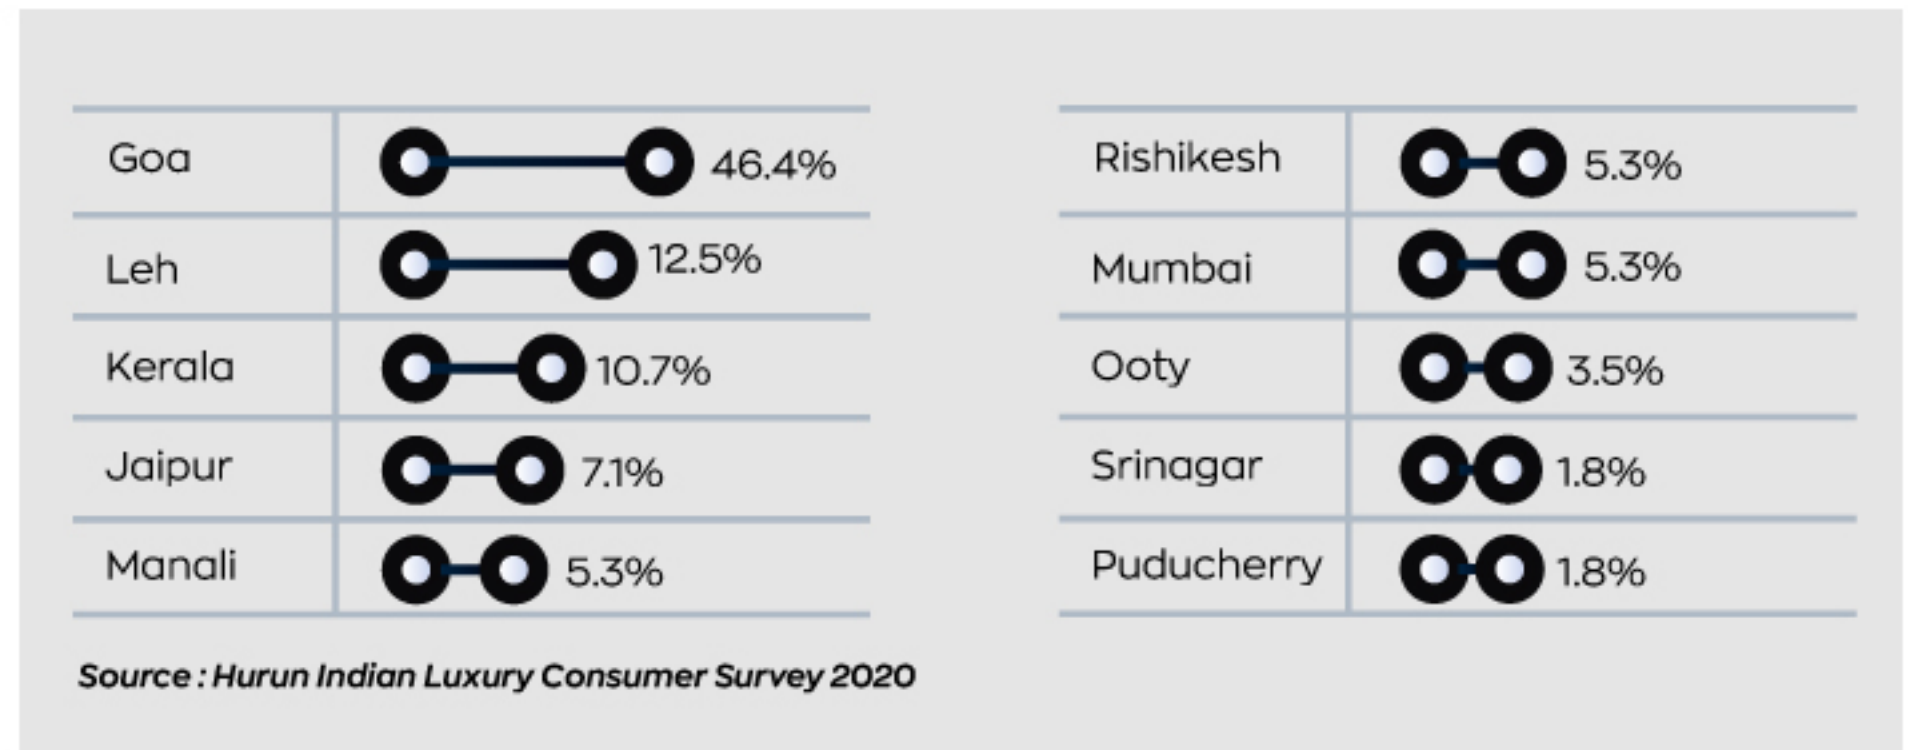 Goa 46.4%
Leh 12.5%
Kerala 10.7%
Jaipur 7.1%
Manali 5.3%
Rishikesh 5.3%
Mumbai 5.3%
Ooty 3.5%
Srinagar 1.8%
Puducherry 1.8%
Source : Hurun Indian Luxury Consumer Survey 2020